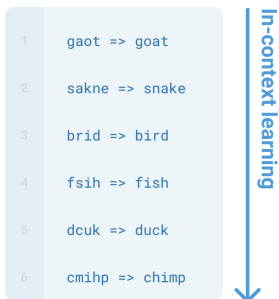 1 gaot => goat
2 sakne => snake
3 brid => bird
4 fsih => fish
5 dcuk => duck
6 cmihp => chimp
In-context learning